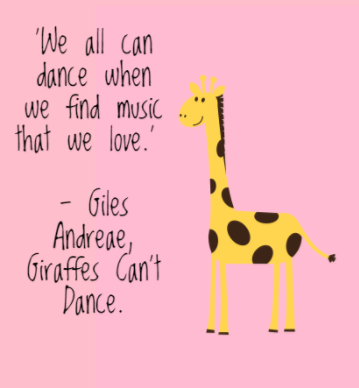 'We all can
dance when
we find music
that we love.'
- Giles
Andreae,
Giraffes Can't
Dance.